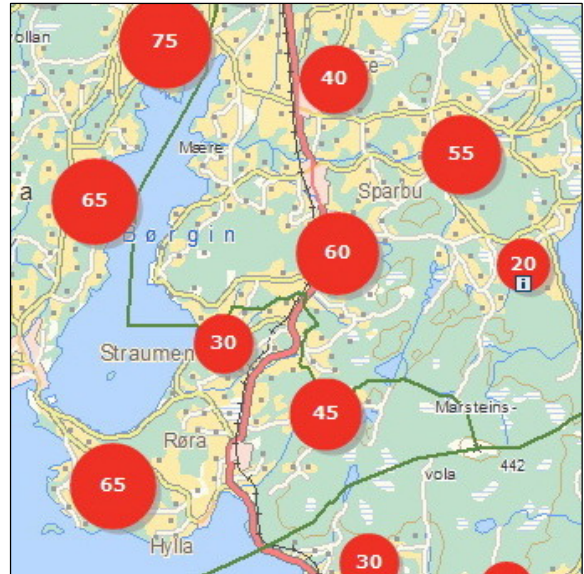 75
ollan
40
Mære
55
Sparbu
a
65
Børgin
60
20
i
Straumen
30
45
Marsteins-
Røra
442
vola
65
Hylla
30